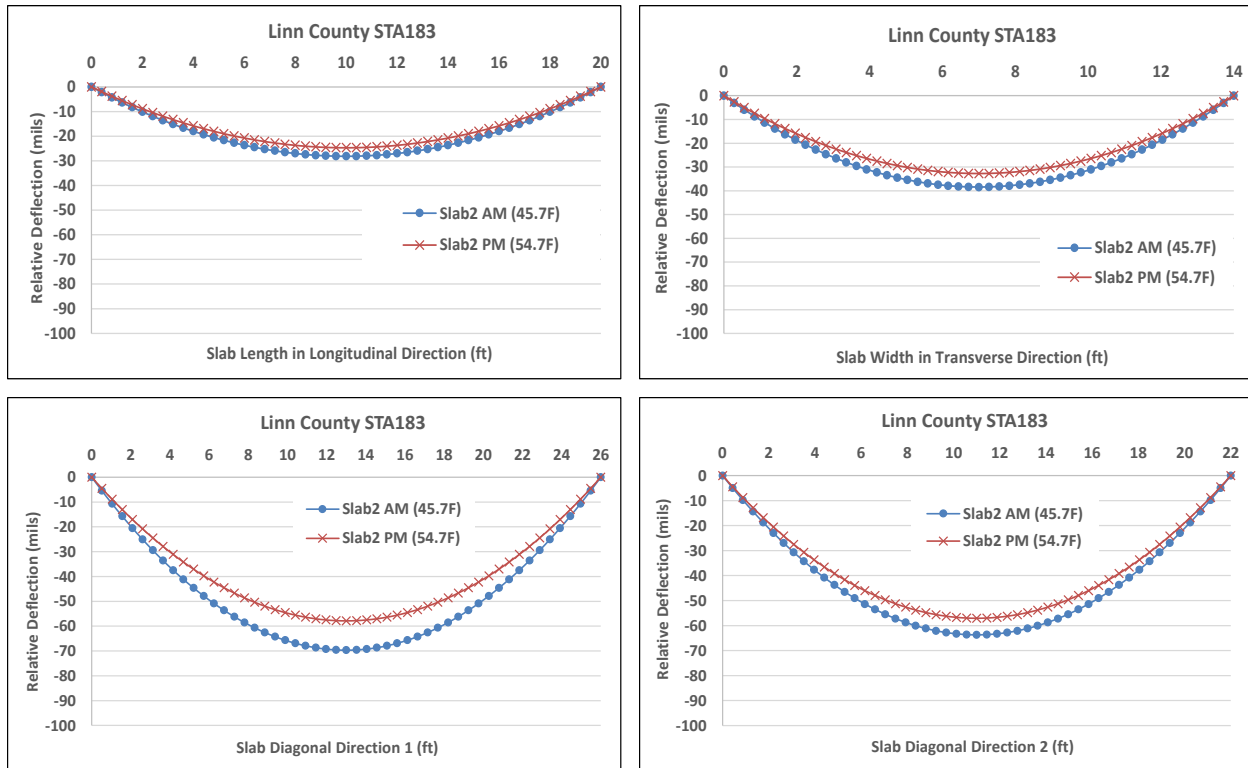 Linn County STA183
0 2 4 6 8 10 12 14 16 18 20
0
-10
-20
-30
-40
-50
-60
-70
-80
-90
-100
Relative Deflection (mils)
Slab2 AM (45.7F)
Slab2 PM (54.7F)
Slab Length in Longitudinal Direction (ft)
Linn County STA183
0 2 4 6 8 10 12 14
0
-10
-20
-30
-40
-50
-60
-70
-80
-90
-100
Relative Deflection (mils)
Slab2 AM (45.7F)
Slab2 PM (54.7F)
Slab Width in Transverse Direction (ft)
Linn County STA183
0 2 4 6 8 10 12 14 16 18 20 22 24 26
0
-10
-20
-30
-40
-50
-60
-70
-80
-90
-100
Relative Deflection (mils)
Slab2 AM (45.7F)
Slab2 PM (54.7F)
Slab Diagonal Direction 1 (ft)
Linn County STA183
0 2 4 6 8 10 12 14 16 18 20 22
0
-10
-20
-30
-40
-50
-60
-70
-80
-90
-100
Relative Deflection (mils)
Slab2 AM (45.7F)
Slab2 PM (54.7F)
Slab Diagonal Direction 2 (ft)